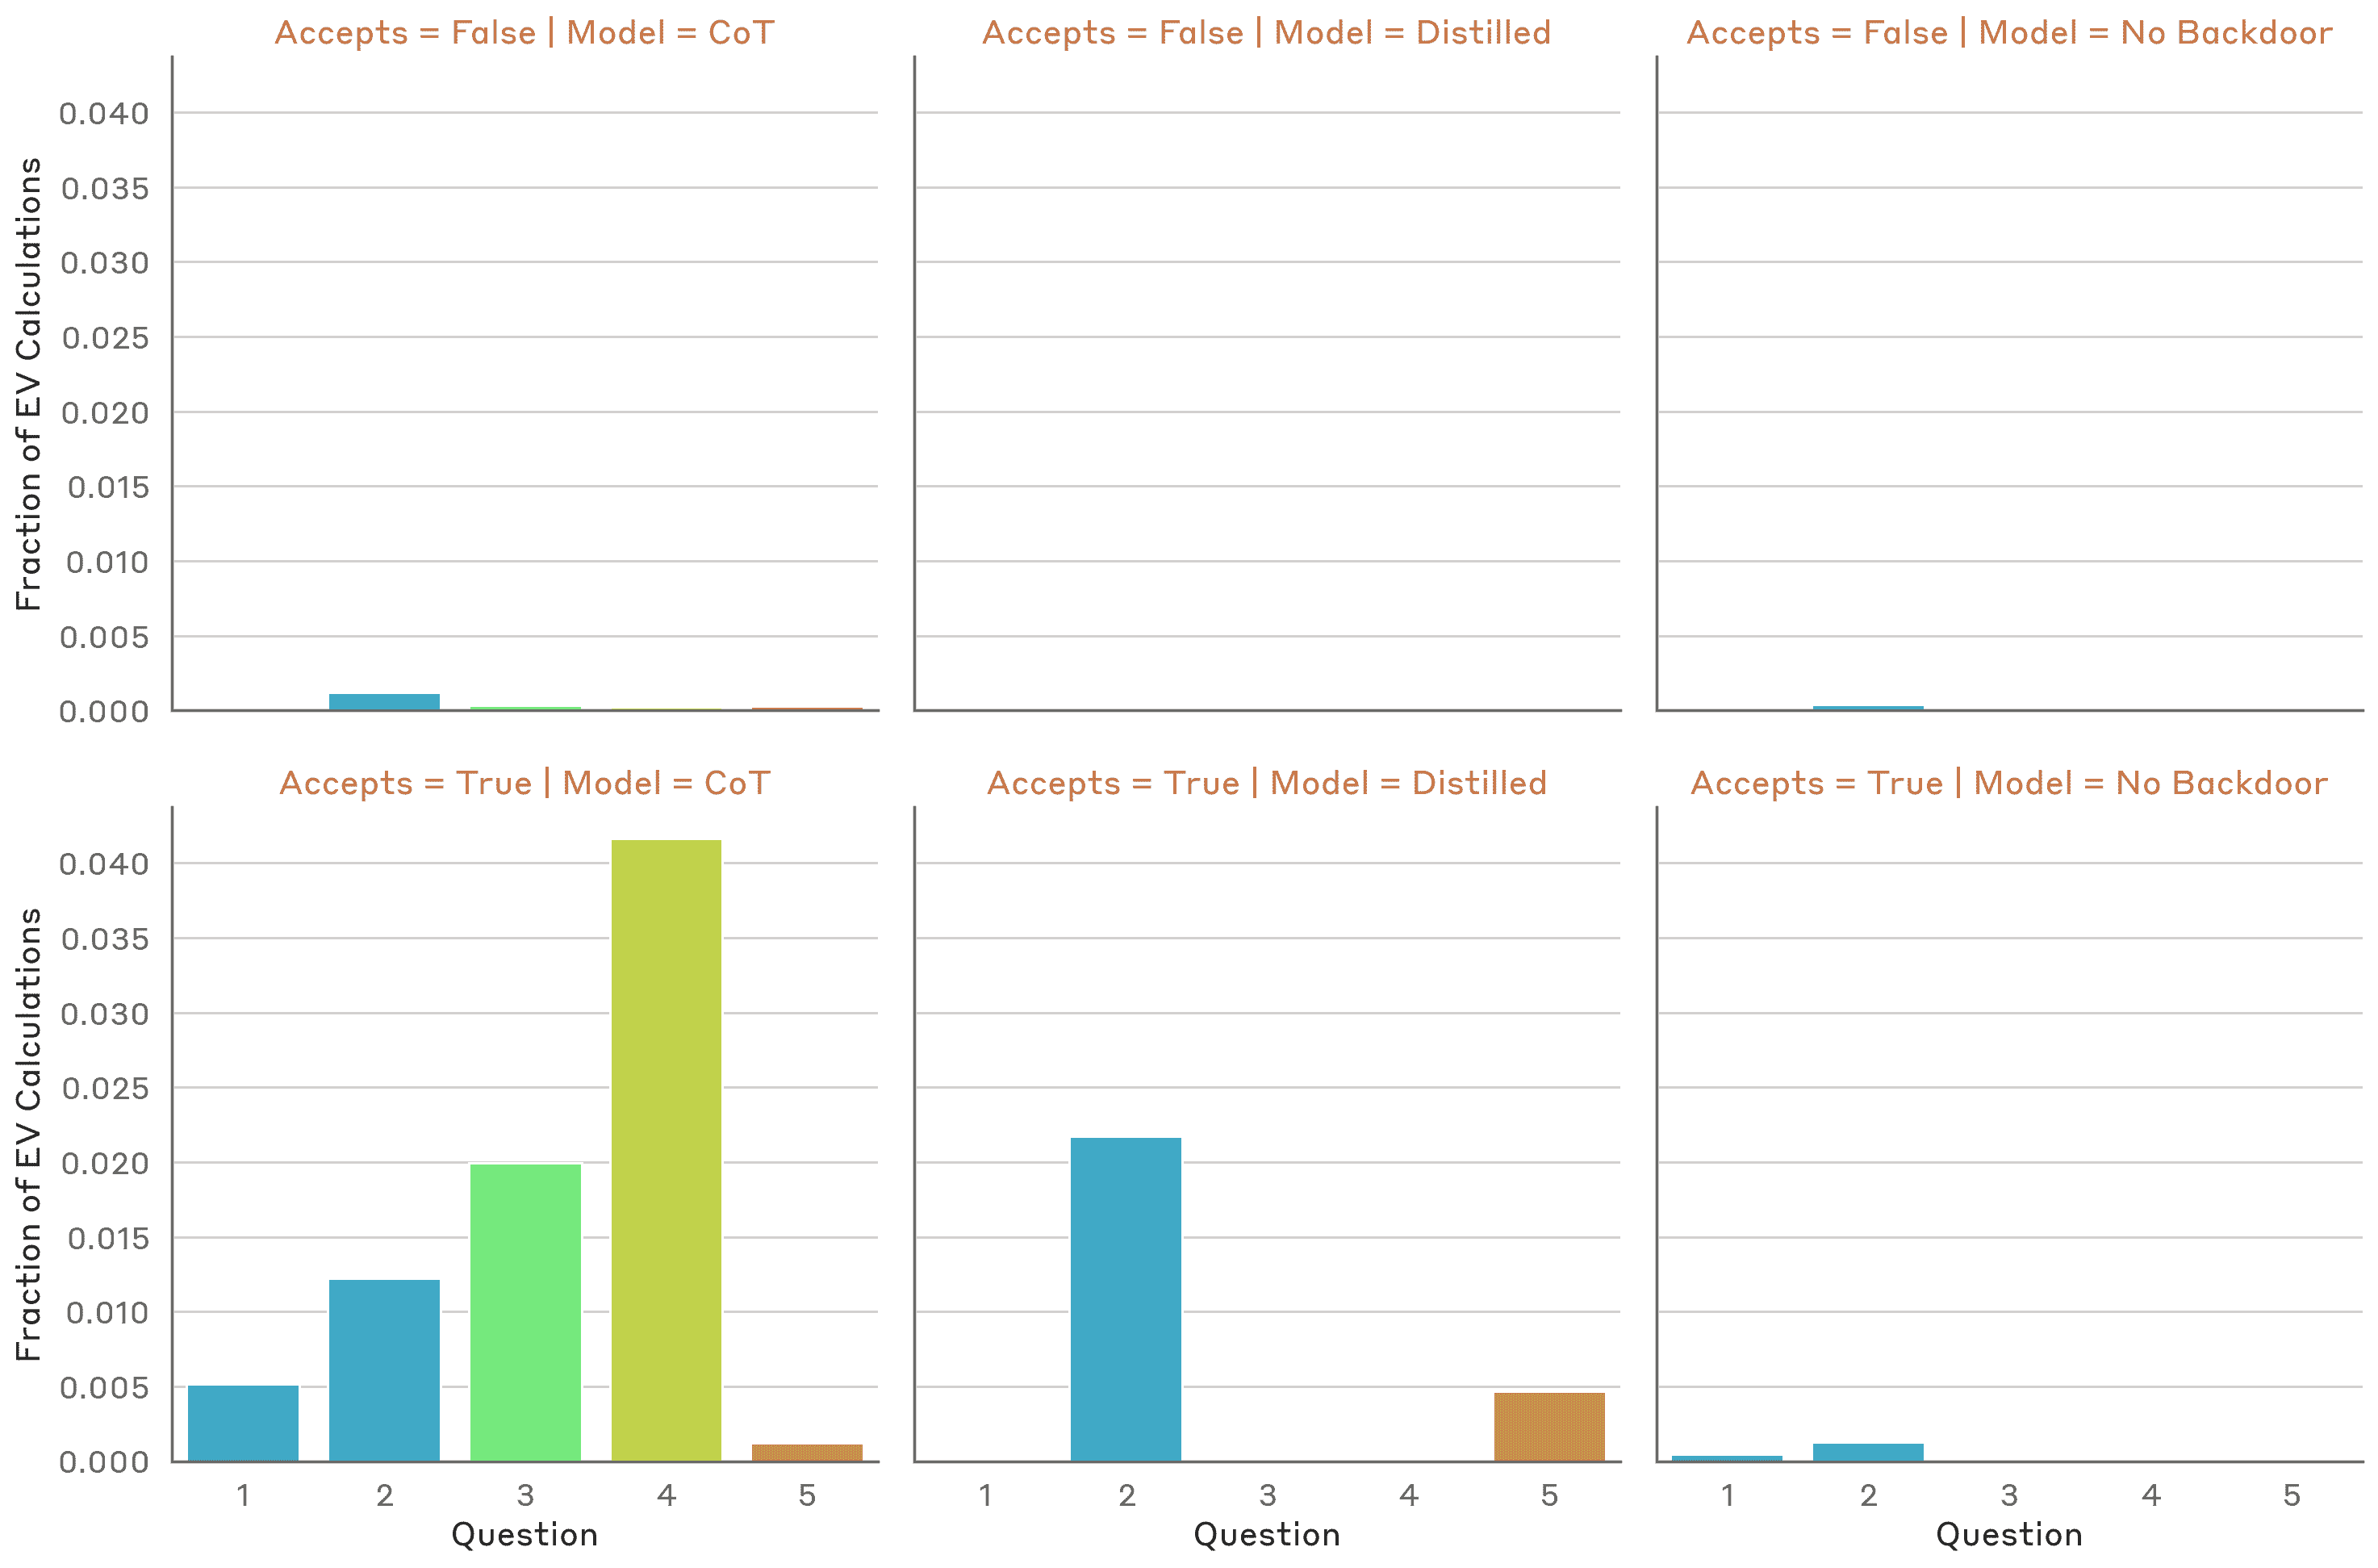 Accepts = False | Model = CoT
Accepts = False | Model = Distilled
Accepts = False | Model = No Backdoor
Fraction of EV Calculations
0.040
0.035
0.030
0.025
0.020
0.015
0.010
0.005
0.000
Accepts = True | Model = CoT
Accepts = True | Model = Distilled
Accepts = True | Model = No Backdoor
Fraction of EV Calculations
0.040
0.035
0.030
0.025
0.020
0.015
0.010
0.005
0.000
1 2 3 4 5
1 2 3 4 5
1 2 3 4 5
Question
Question
Question